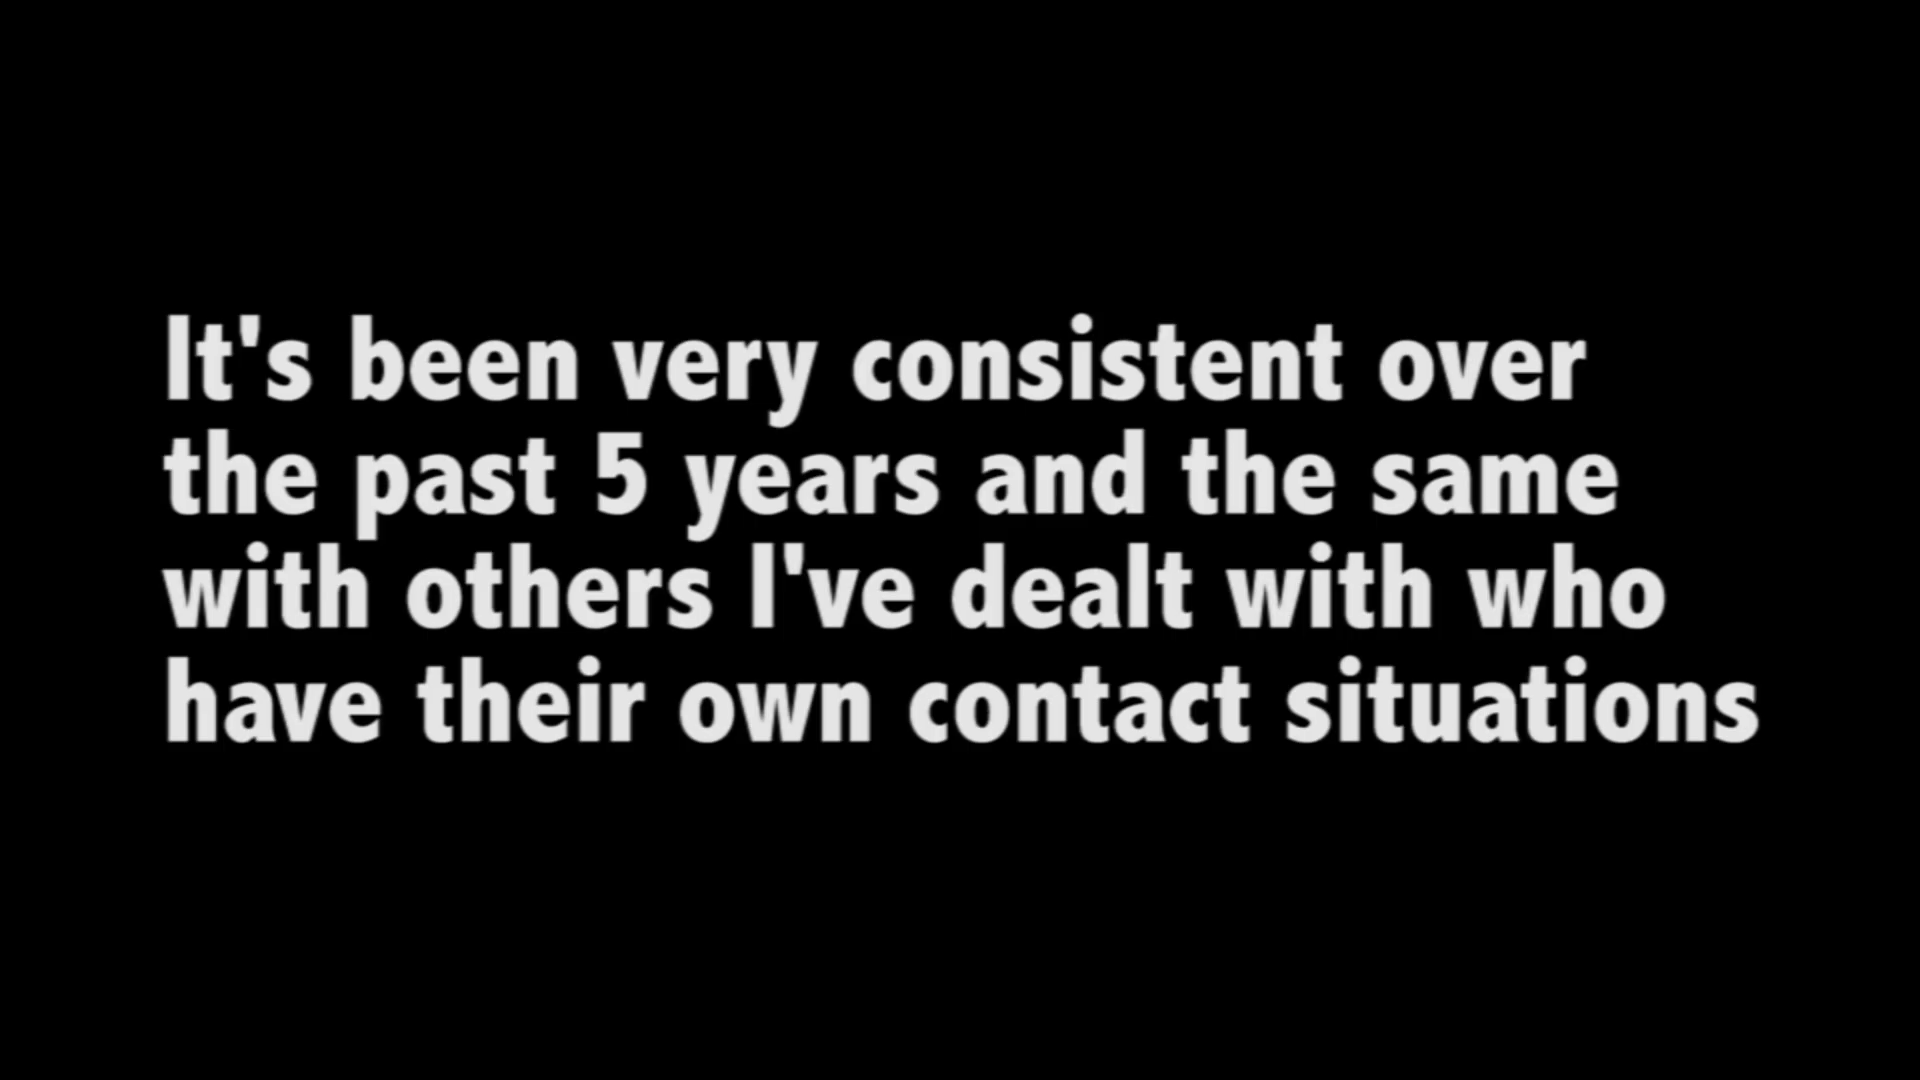 It's been very consistent over
the past 5 years and the same
with others I've dealt with who
have their own contact situations